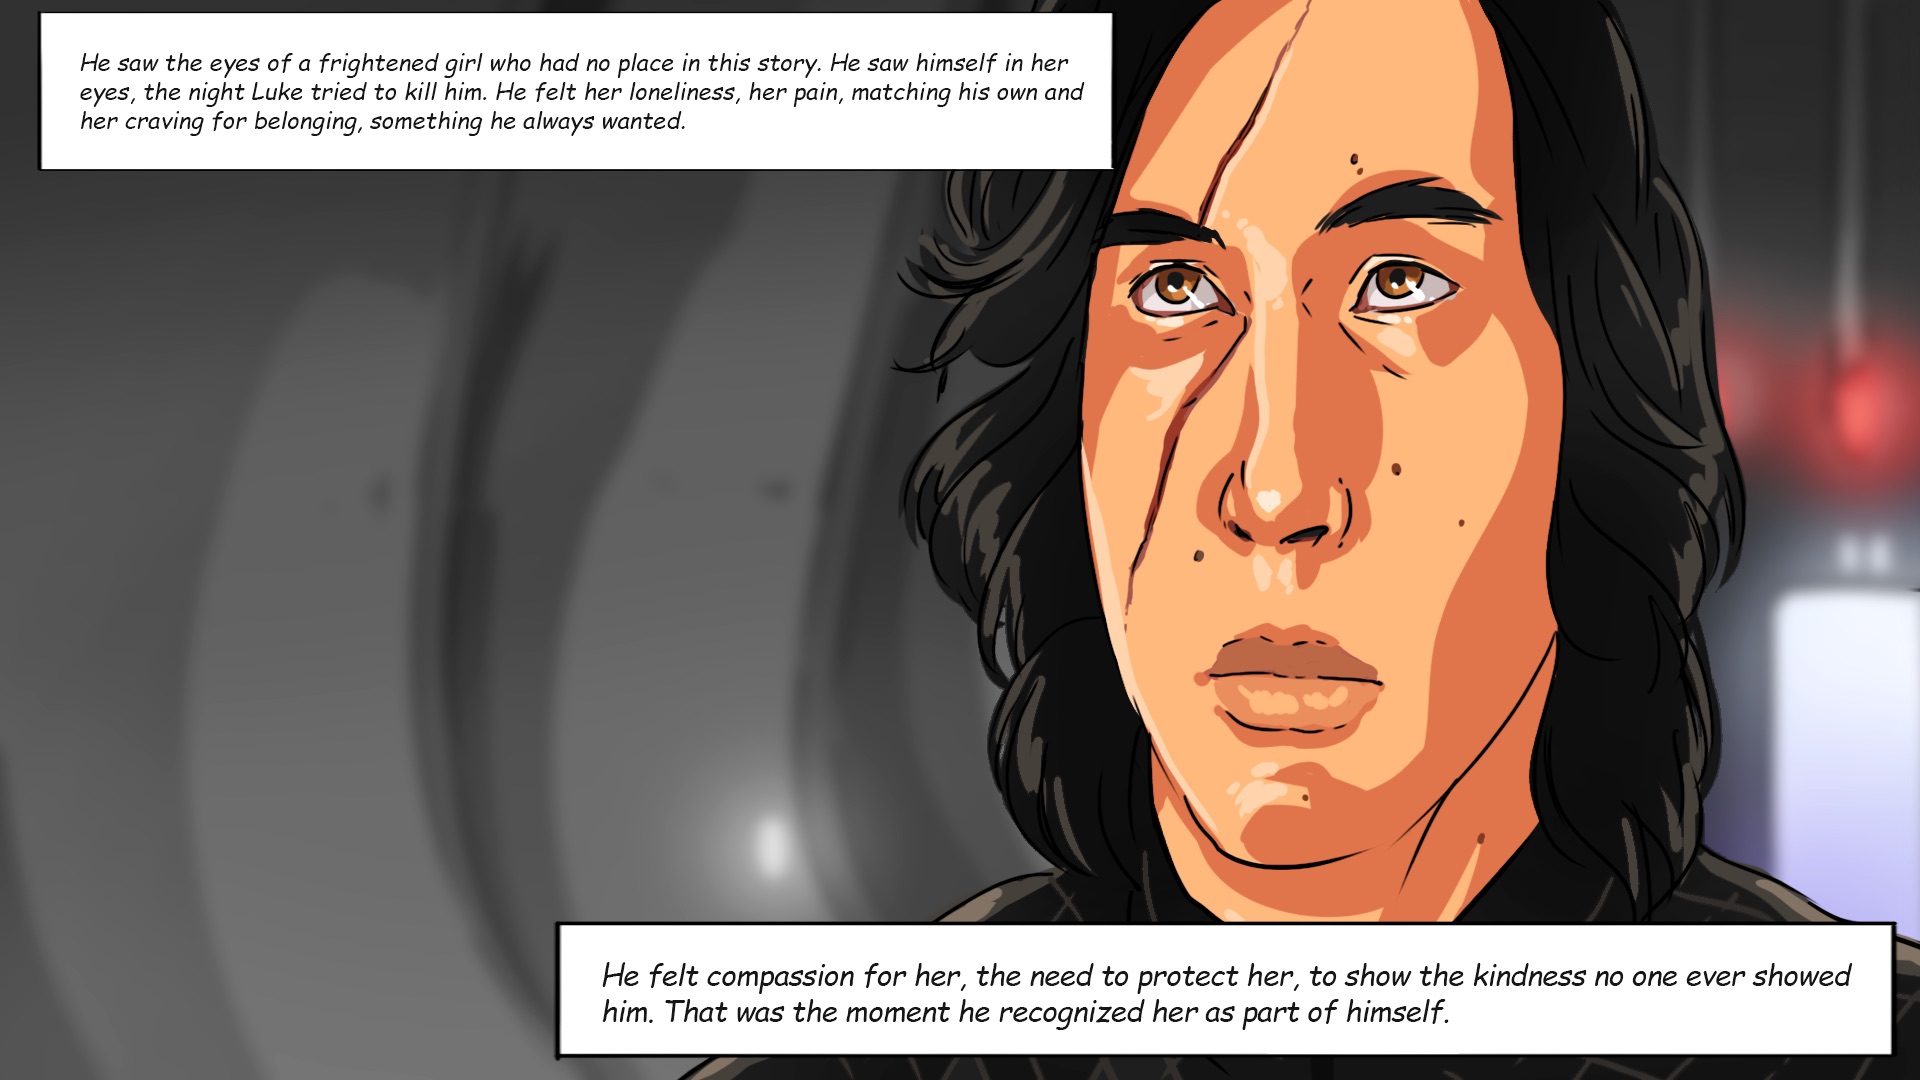 He saw the eyes of a frightened girl who had no place in this story. He saw himself in her
eyes, the night Luke tried to kill him. He felt her loneliness, her pain, matching his own and
her craving for belonging, something he always wanted.
He felt compassion for her, the need to protect her, to show the kindness no one ever showed
him. That was the moment he recognized her as part of himself.